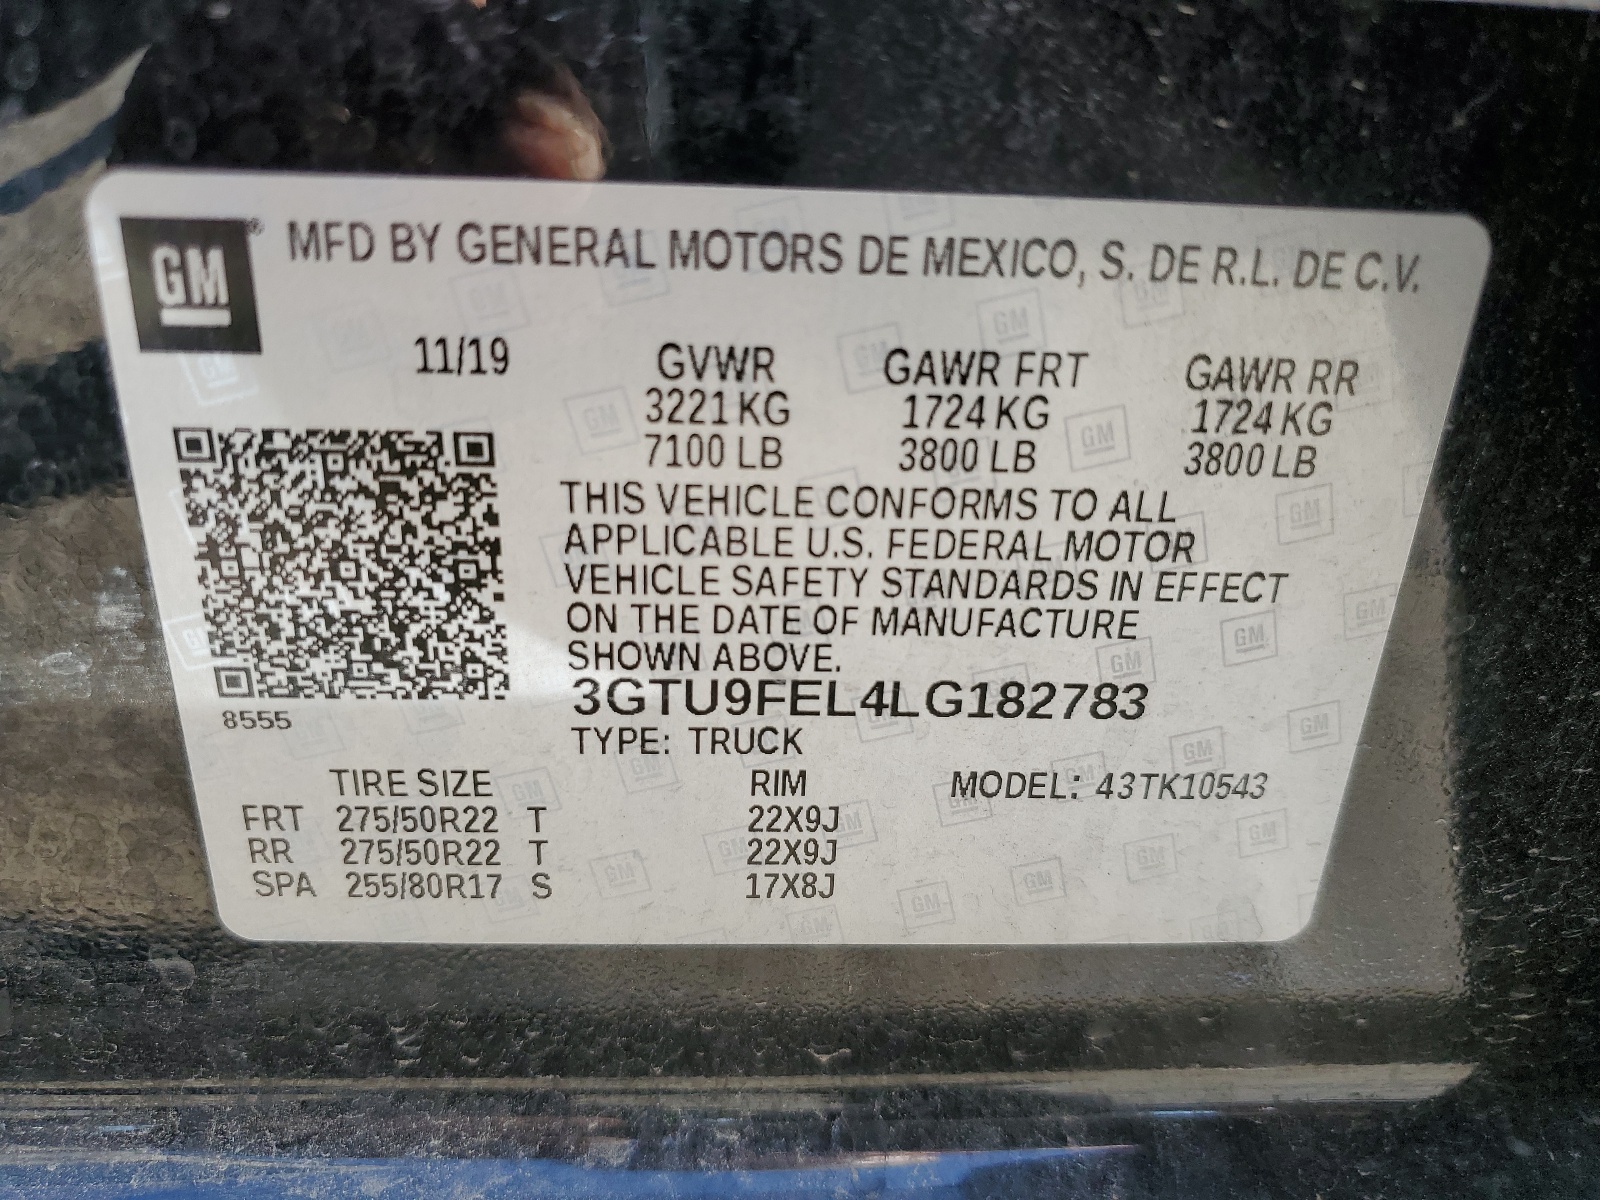 GM® MFD BY GENERAL MOTORS DE MEXICO, S. DE R.L. DE C.V.
11/19 GVWR GAWR FRT GAWR RR
3221 KG 1724 KG 1724 KG
7100 LB 3800 LB 3800 LB
THIS VEHICLE CONFORMS TO ALL
APPLICABLE U.S. FEDERAL MOTOR
VEHICLE SAFETY STANDARDS IN EFFECT
ON THE DATE OF MANUFACTURE
SHOWN ABOVE.
3GTU9FEL4LG182783
8555
TYPE: TRUCK
TIRE SIZE RIM MODEL: 43TK10543
FRT 275/50R22 T 22X9J
RR 275/50R22 T 22X9J
SPA 255/80R17 S 17X8J